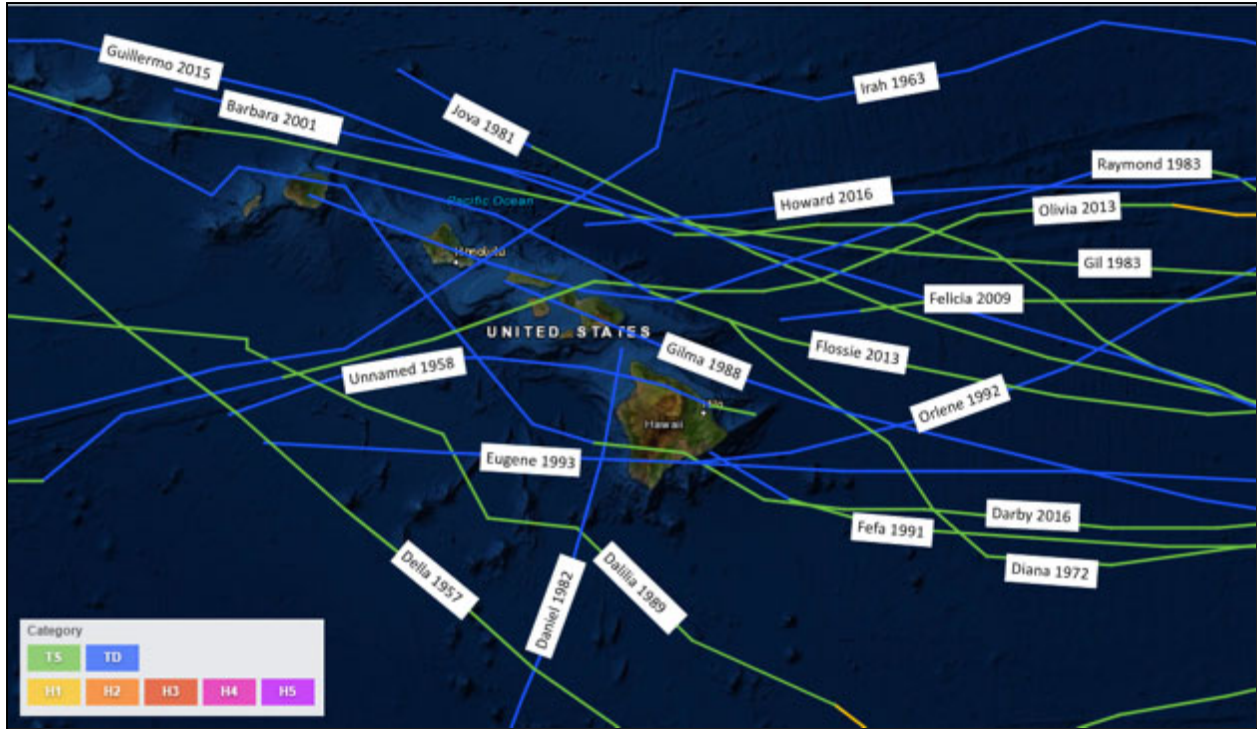 Guillermo 2015
Barbara 2001
Jova 1981
Irah 1963
Raymond 1983
Howard 2016
Olivia 2013
Pacific Ocean
Honolulu
Gil 1983
Felicia 2009
UNITED STATES
Flossie 2013
Gilma 1988
Unnamed 1958
Orlene 1992
Hawaii
Eugene 1993
Darby 2016
Fefa 1991
Diana 1972
Della 1957
Daniel 1982
Dalilia 1989
Category
TS TD
H1 H2 H3 H4 H5